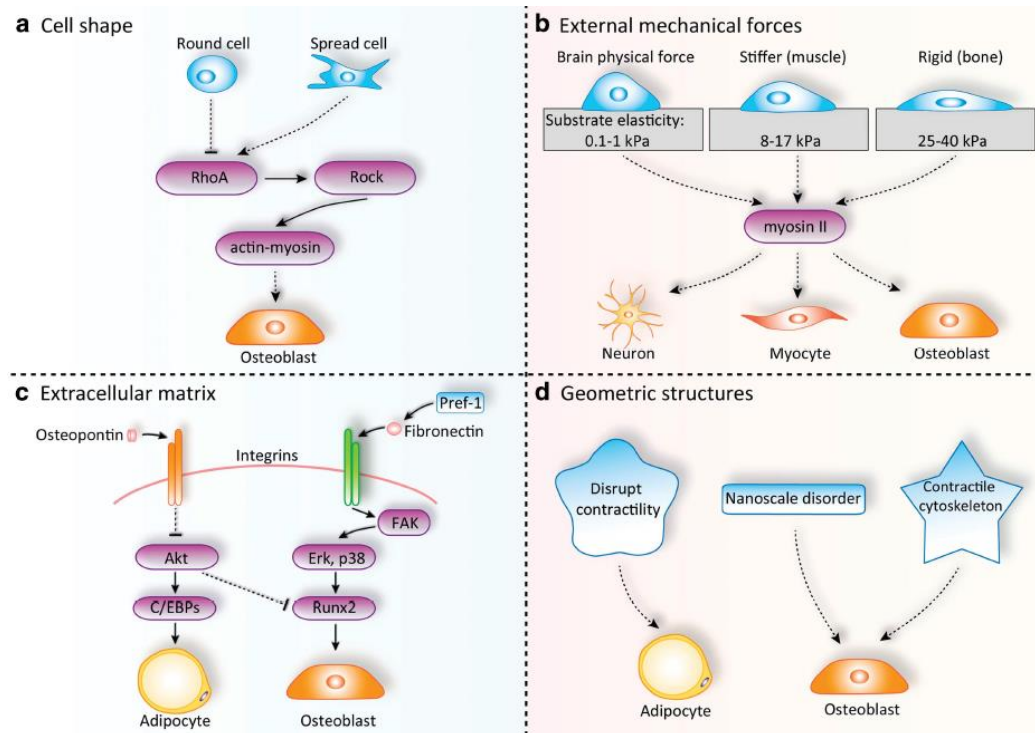 a Cell shape
Round cell
Spread cell
RhoA
Rock
actin-myosin
Osteoblast
b External mechanical forces
Brain physical force
Stiffer (muscle)
Rigid (bone)
Substrate elasticity:
0.1-1 kPa
8-17 kPa
25-40 kPa
myosin II
Neuron
Myocyte
Osteoblast
c Extracellular matrix
Pref-1
Osteopontin
Fibronectin
Integrins
FAK
Akt
Erk, p38
C/EBPs
Runx2
Adipocyte
Osteoblast
d Geometric structures
Disrupt
contractility
Nanoscale disorder
Contractile
cytoskeleton
Adipocyte
Osteoblast